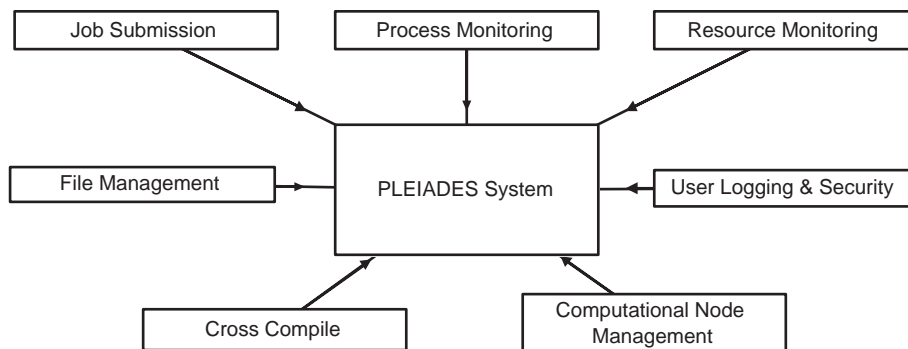 Job Submission
Process Monitoring
Resource Monitoring
File Management
PLEIADES System
User Logging & Security
Cross Compile
Computational Node
Management